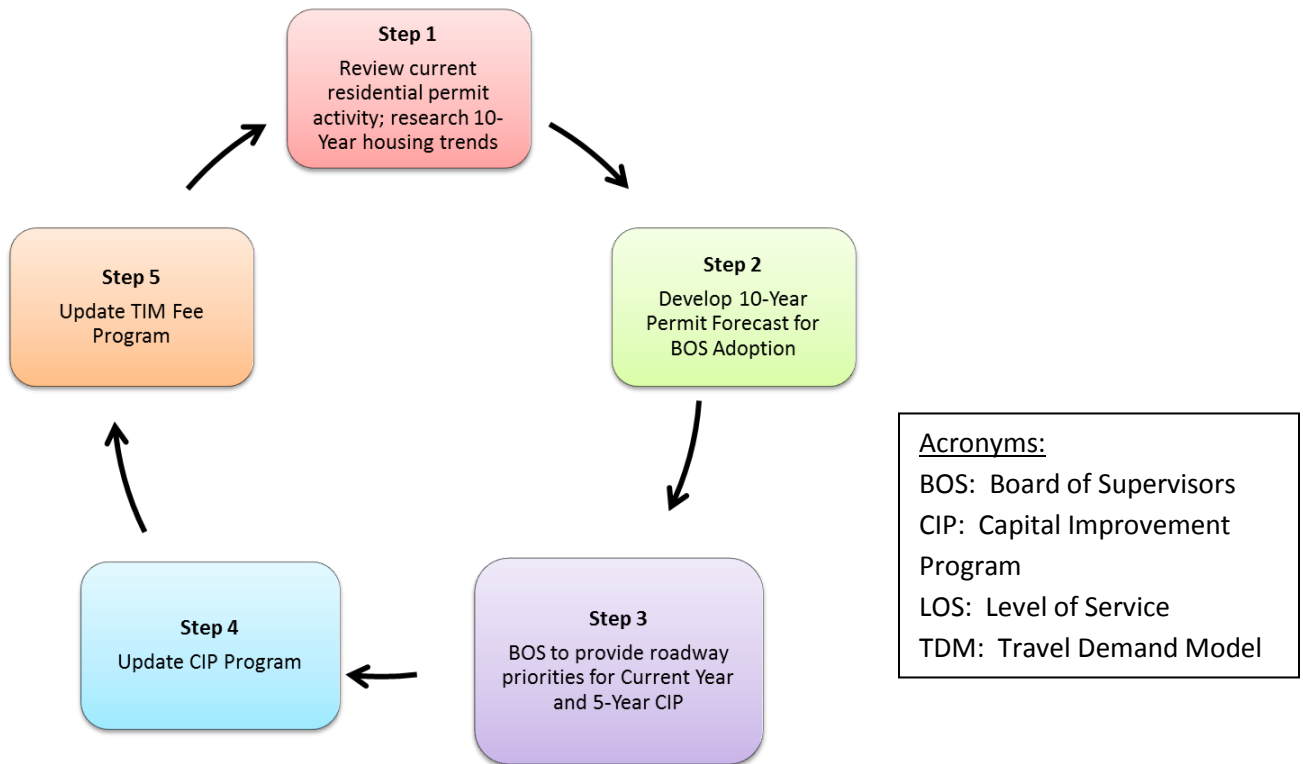 Step 1
Review current
residential permit
activity; research 10-
Year housing trends
Step 2
Develop 10-Year
Permit Forecast for
BOS Adoption
Step 3
BOS to provide roadway
priorities for Current Year
and 5-Year CIP
Step 4
Update CIP Program
Step 5
Update TIM Fee
Program
Acronyms:
BOS: Board of Supervisors
CIP: Capital Improvement
Program
LOS: Level of Service
TDM: Travel Demand Model